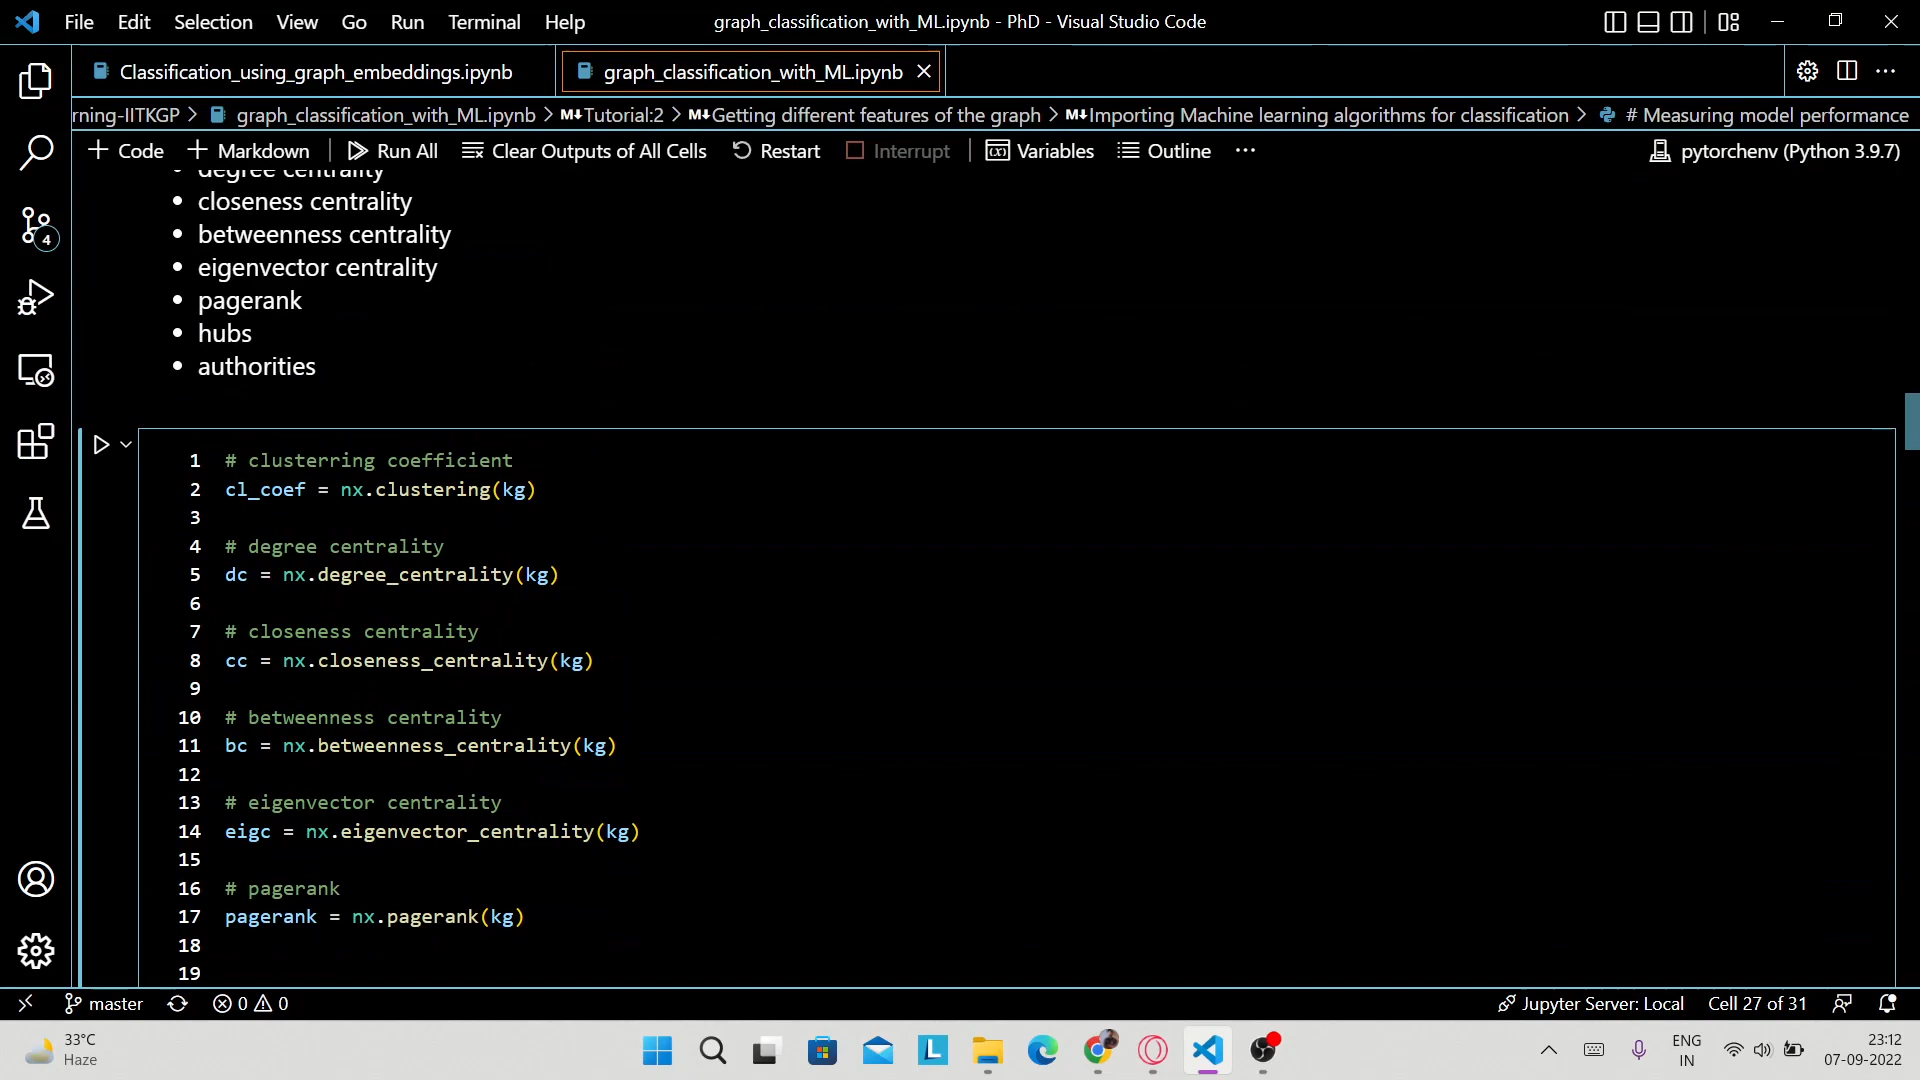 File Edit Selection View Go Run Terminal Help graph_classification_with_ML.ipynb - PhD - Visual Studio Code
Classification_using_graph_embeddings.ipynb graph_classification_with_ML.ipynb
rning-IITKGP > graph_classification_with_ML.ipynb > M↓Tutorial:2 > M↓Getting different features of the graph > M↓Importing Machine learning algorithms for classification > # Measuring model performance
+ Code + Markdown Run All Clear Outputs of All Cells Restart Interrupt Variables Outline ··· pytorchenv (Python 3.9.7)
• degree centrality
• closeness centrality
• betweenness centrality
• eigenvector centrality
• pagerank
• hubs
• authorities
1 # clusterring coefficient
2 cl_coef = nx.clustering(kg)
3
4 # degree centrality
5 dc = nx.degree_centrality(kg)
6
7 # closeness centrality
8 cc = nx.closeness_centrality(kg)
9
10 # betweenness centrality
11 bc = nx.betweenness_centrality(kg)
12
13 # eigenvector centrality
14 eigc = nx.eigenvector_centrality(kg)
15
16 # pagerank
17 pagerank = nx.pagerank(kg)
18
19
4
master 0 0 Jupyter Server: Local Cell 27 of 31
33°C
Haze
L
ENG
IN
23:12
07-09-2022